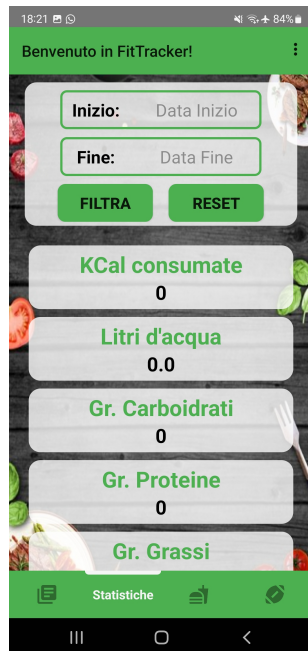 18:21 84%
Benvenuto in FitTracker!
Inizio: Data Inizio
Fine: Data Fine
FILTRA RESET
KCal consumate
0
Litri d'acqua
0.0
Gr. Carboidrati
0
Gr. Proteine
0
Gr. Grassi
Statistiche